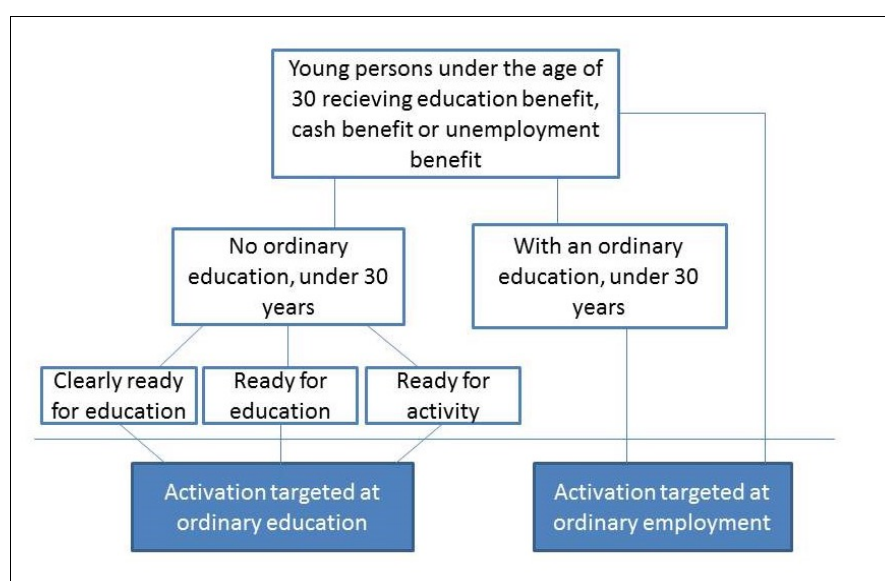 Young persons under the age of
30 recieving education benefit,
cash benefit or unemployment
benefit
No ordinary
education, under 30
years
With an ordinary
education, under 30
years
Clearly ready
for education
Ready for
education
Ready for
activity
Activation targeted at
ordinary education
Activation targeted at
ordinary employment